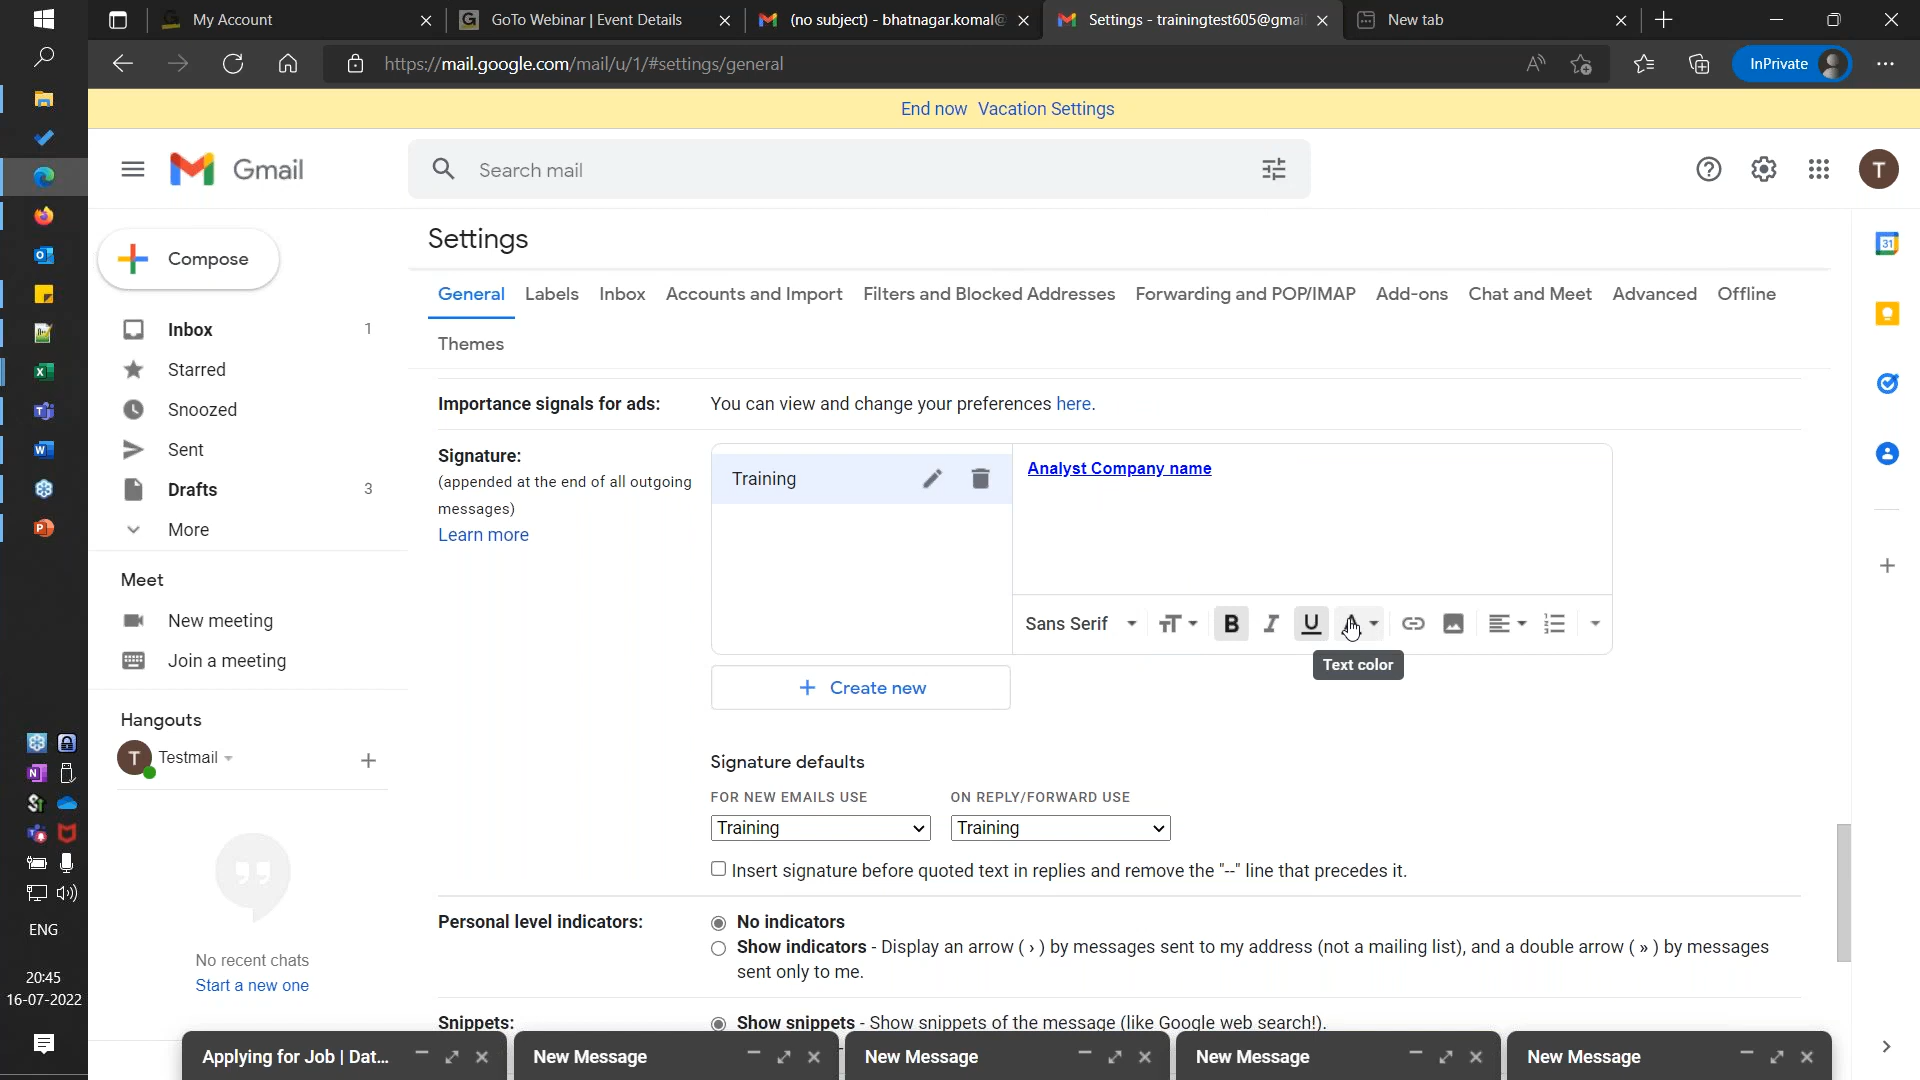 My Account
GoTo Webinar | Event Details
(no subject) - bhatnagar.komal@
Settings - trainingtest605@gmai
New tab
https://mail.google.com/mail/u/1/#settings/general
InPrivate
End now Vacation Settings
Gmail
Search mail
T
Compose
Settings
General Labels Inbox Accounts and Import Filters and Blocked Addresses Forwarding and POP/IMAP Add-ons Chat and Meet Advanced Offline
Themes
Inbox 1
Starred
Snoozed
Sent
Drafts 3
More
Meet
New meeting
Join a meeting
Hangouts
T Testmail
No recent chats
Start a new one
Importance signals for ads: You can view and change your preferences here.
Signature:
(appended at the end of all outgoing
messages)
Learn more
Training
Analyst Company name
Sans Serif
Text color
Create new
Signature defaults
FOR NEW EMAILS USE ON REPLY/FORWARD USE
Training Training
Insert signature before quoted text in replies and remove the "--" line that precedes it.
Personal level indicators: No indicators
Show indicators - Display an arrow ( › ) by messages sent to my address (not a mailing list), and a double arrow ( » ) by messages
sent only to me.
Snippets: Show snippets - Show snippets of the message (like Google web search!).
Applying for Job | Dat...
New Message
New Message
New Message
New Message
ENG
20:45
16-07-2022